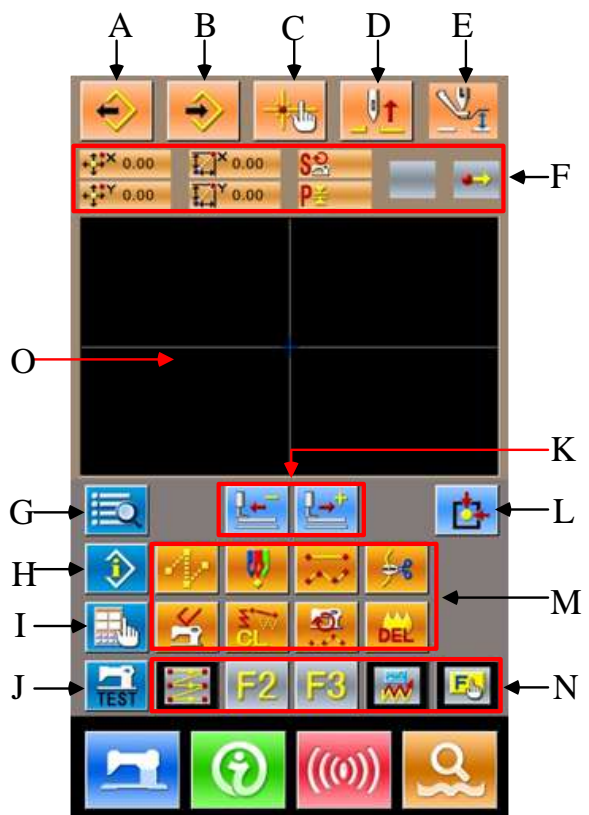 A B C D E
X 0.00 X 0.00 S
Y 0.00 Y 0.00 P
F
O
K
G L
H
M
I CL. DEL
J TEST F2 F3 F N